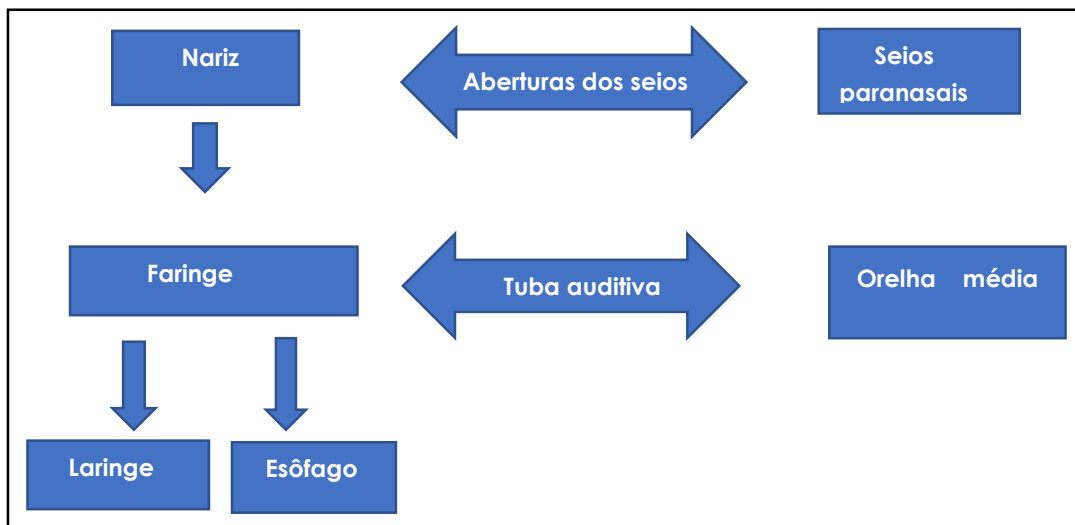 Nariz
Aberturas dos seios
Seios
paranasais
Faringe
Tuba auditiva
Orelha média
Laringe
Esôfago